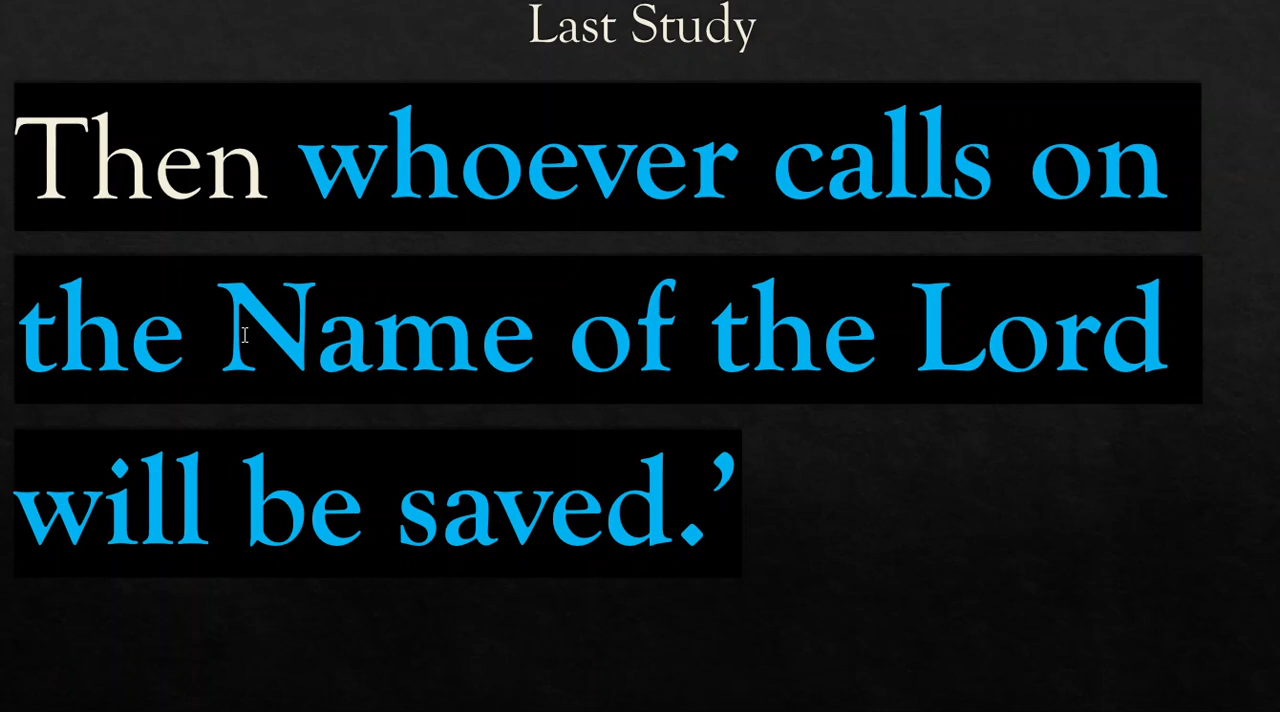 Last Study
Then whoever calls on
the Name of the Lord
will be saved.’